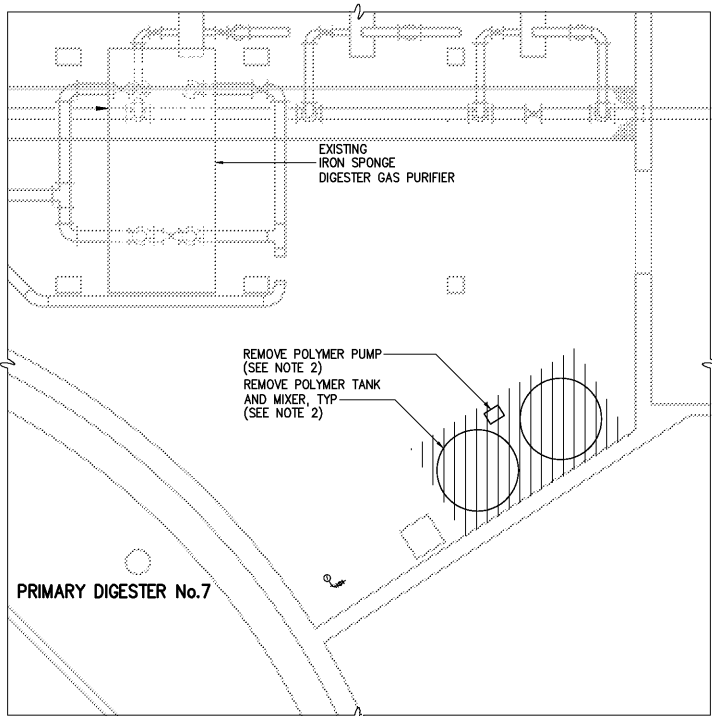 EXISTING
IRON SPONGE
DIGESTER GAS PURIFIER
REMOVE POLYMER PUMP
(SEE NOTE 2)
REMOVE POLYMER TANK
AND MIXER, TYP
(SEE NOTE 2)
PRIMARY DIGESTER No.7